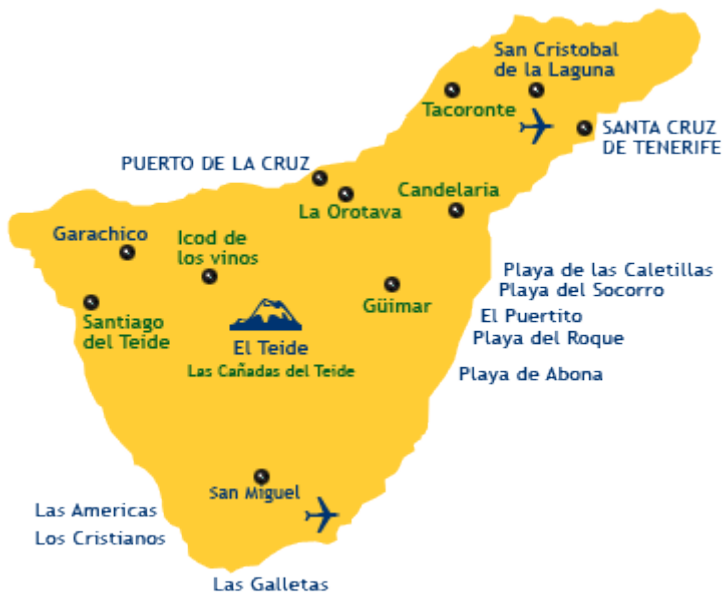 San Cristobal
de la Laguna
Tacoronte
SANTA CRUZ
DE TENERIFE
PUERTO DE LA CRUZ
Candelaria
La Orotava
Garachico
Icod de
los vinos
Playa de las Caletillas
Playa del Socorro
Güimar
El Puertito
Santiago
del Teide
Playa del Roque
El Teide
Las Cañadas del Teide
Playa de Abona
San Miguel
Las Americas
Los Cristianos
Las Galletas